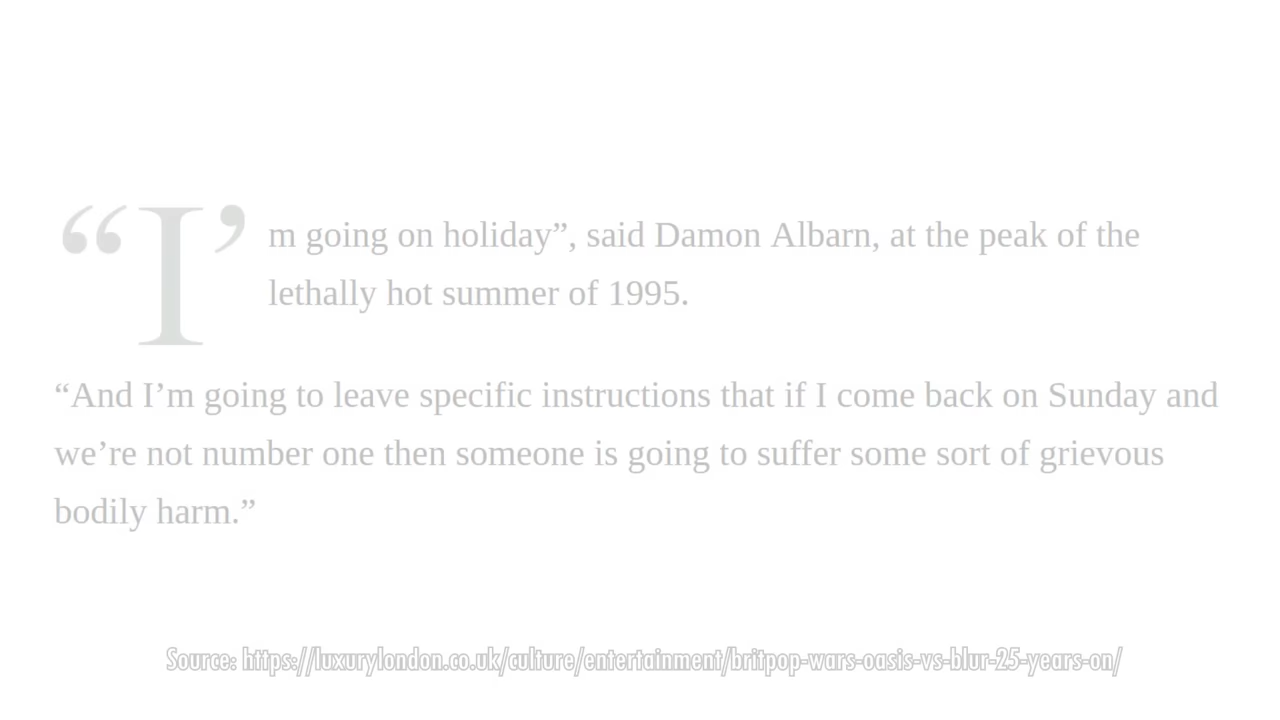 “I’m going on holiday”, said Damon Albarn, at the peak of the
lethally hot summer of 1995.
“And I’m going to leave specific instructions that if I come back on Sunday and
we’re not number one then someone is going to suffer some sort of grievous
bodily harm.”
Source: https://luxurylondon.co.uk/culture/entertainment/britpop-wars-oasis-vs-blur-25-years-on/